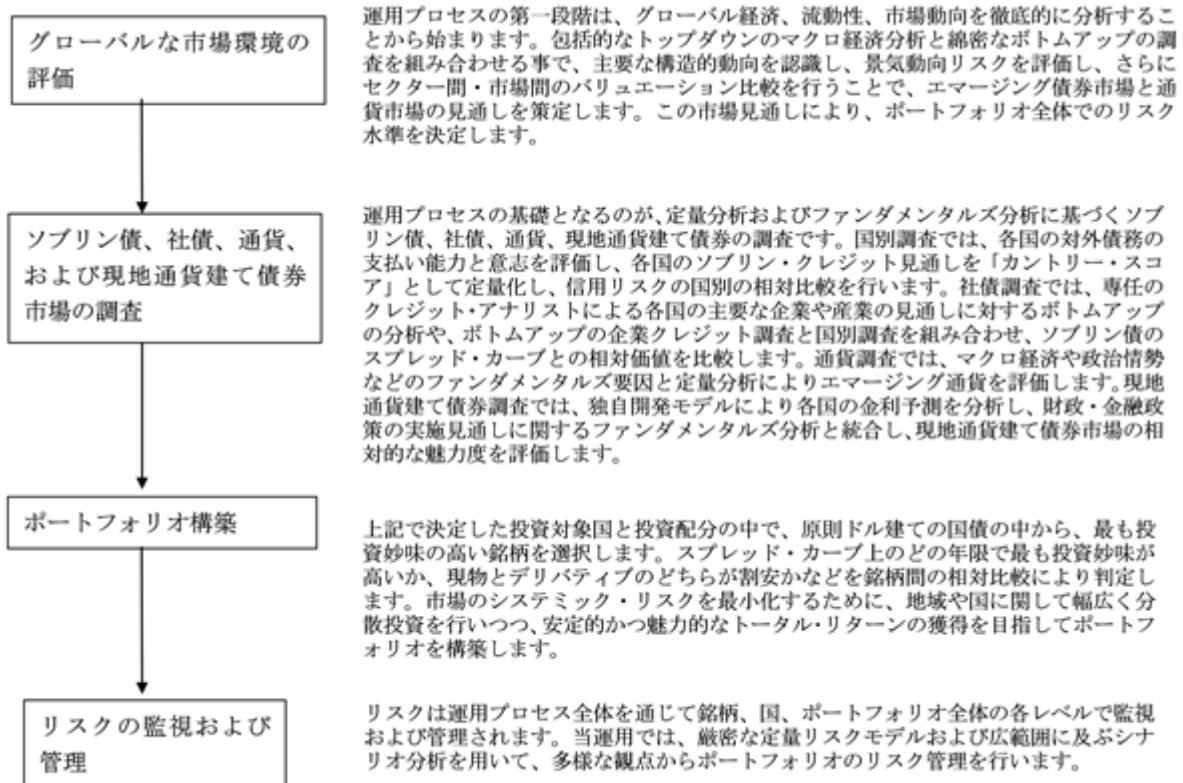 グローバルな市場環境の
評価
運用プロセスの第一段階は、グローバル経済、流動性、市場動向を徹底的に分析するこ
とから始まります。包括的なトップダウンのマクロ経済分析と綿密なボトムアップの調
査を組み合わせる事で、主要な構造的動向を認識し、景気動向リスクを評価し、さらに
セクター間・市場間のバリュエーション比較を行うことで、エマージング債券市場と通
貨市場の見通しを策定します。この市場見通しにより、ポートフォリオ全体でのリスク
水準を決定します。
ソブリン債、社債、通貨、
および現地通貨建て債券
市場の調査
運用プロセスの基礎となるのが、定量分析およびファンダメンタルズ分析に基づくソブ
リン債、社債、通貨、現地通貨建て債券の調査です。国別調査では、各国の対外債務の
支払い能力と意志を評価し、各国のソブリン・クレジット見通しを「カントリー・スコ
ア」として定量化し、信用リスクの国別の相対比較を行います。社債調査では、専任の
クレジット・アナリストによる各国の主要な企業や産業の見通しに対するボトムアップ
の分析や、ボトムアップの企業クレジット調査と国別調査を組み合わせ、ソブリン債の
スプレッド・カーブとの相対価値を比較します。通貨調査では、マクロ経済や政治情勢
などのファンダメンタルズ要因と定量分析によりエマージング通貨を評価します。現地
通貨建て債券調査では、独自開発モデルにより各国の金利予測を分析し、財政・金融政
策の実施見通しに関するファンダメンタルズ分析と統合し、現地通貨建て債券市場の相
対的な魅力度を評価します。
ポートフォリオ構築
上記で決定した投資対象国と投資配分の中で、原則ドル建ての国債の中から、最も投
資妙味の高い銘柄を選択します。スプレッド・カーブ上のどの年限で最も投資妙味が
高いか、現物とデリバティブのどちらが割安かなどを銘柄間の相対比較により判定し
ます。市場のシステミック・リスクを最小化するために、地域や国に関して幅広く分
散投資を行いつつ、安定的かつ魅力的なトータル・リターンの獲得を目指してポートフ
ォリオを構築します。
リスクの監視および
管理
リスクは運用プロセス全体を通じて銘柄、国、ポートフォリオ全体の各レベルで監視
および管理されます。当運用では、厳密な定量リスクモデルおよび広範囲に及ぶシナ
リオ分析を用いて、多様な観点からポートフォリオのリスク管理を行います。